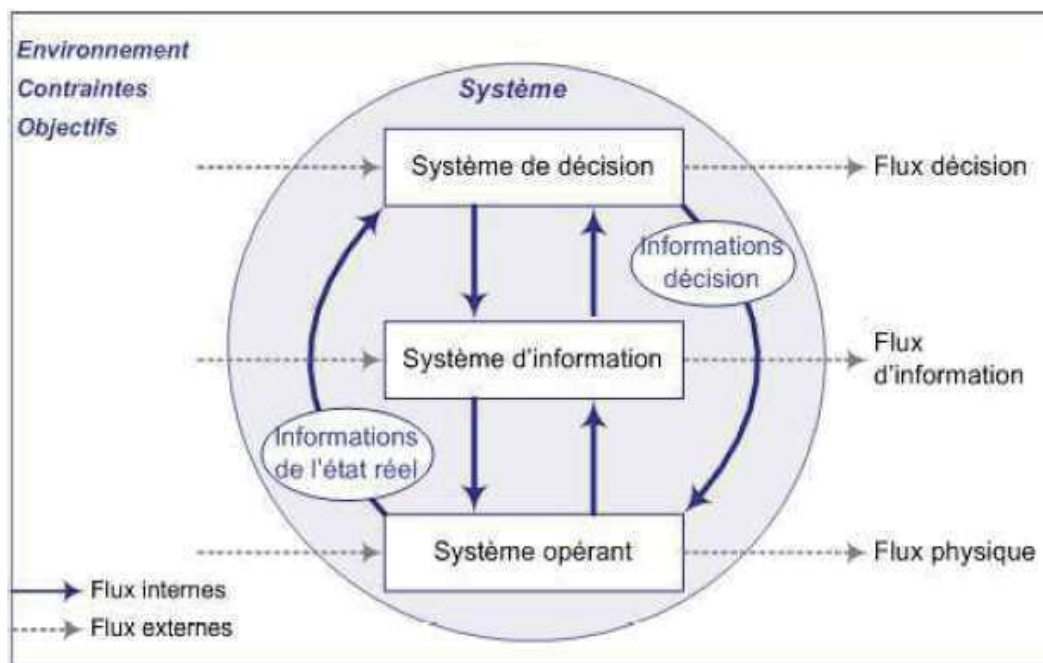 Environnement
Contraintes
Objectifs
Système
Système de décision
Flux décision
Informations
décision
Système d'information
Flux
d'information
Informations
de l'état réel
Système opérant
Flux physique
Flux internes
Flux externes